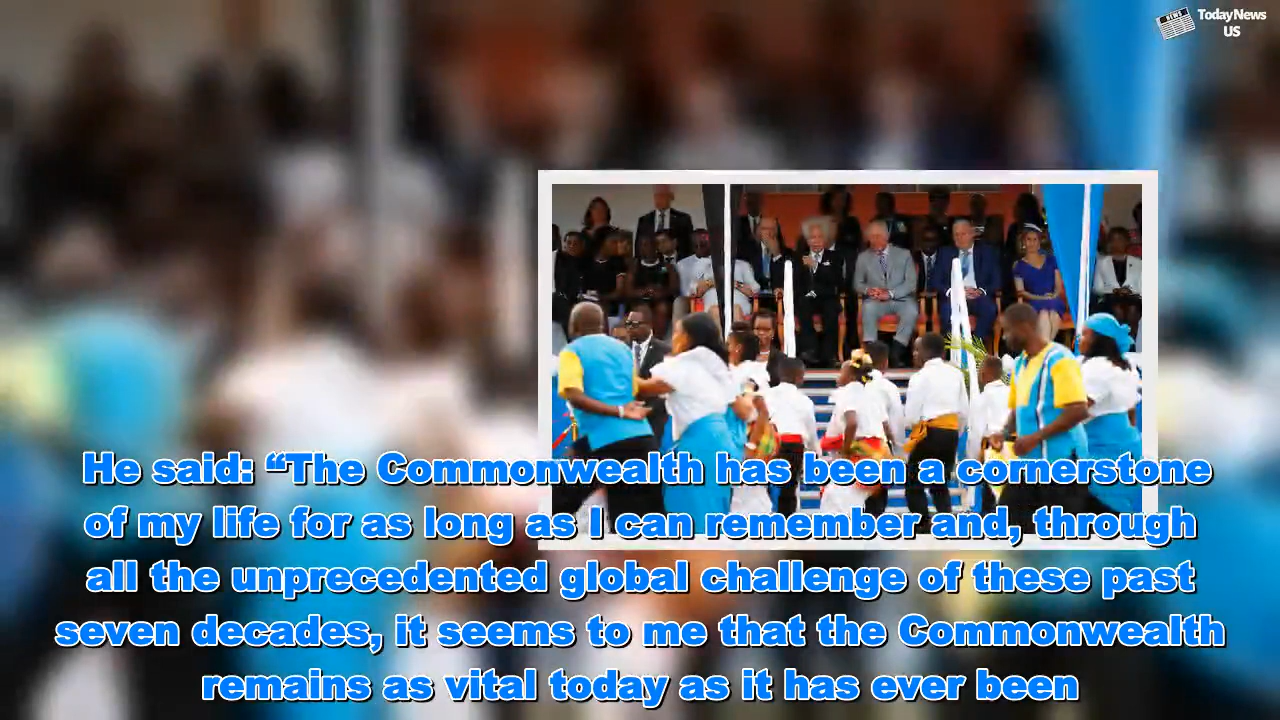 NEWS
TodayNews
US
He said: “The Commonwealth has been a cornerstone
of my life for as long as I can remember and, through
all the unprecedented global challenge of these past
seven decades, it seems to me that the Commonwealth
remains as vital today as it has ever been